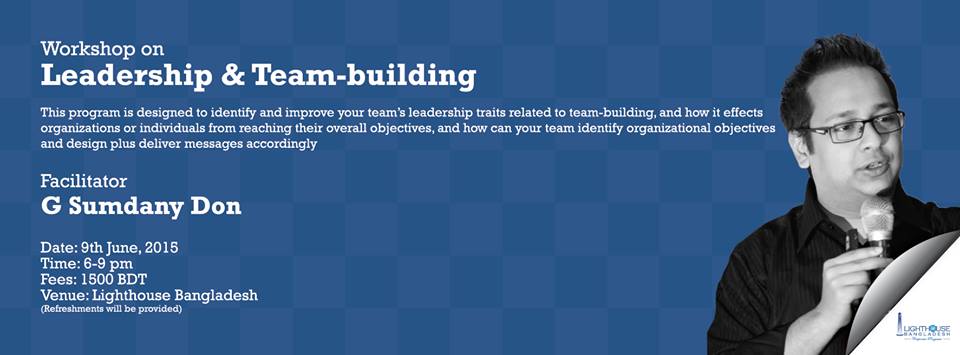 Workshop on
Leadership & Team-building
This program is designed to identify and improve your team's leadership traits related to team-building, and how it effects
organizations or individuals from reaching their overall objectives, and how can your team identify organizational objectives
and design plus deliver messages accordingly
Facilitator
G Sumdany Don
Date: 9th June, 2015
Time: 6-9 pm
Fees: 1500 BDT
Venue: Lighthouse Bangladesh
(Refreshments will be provided)
LIGHTHOUSE
BANGLADESH